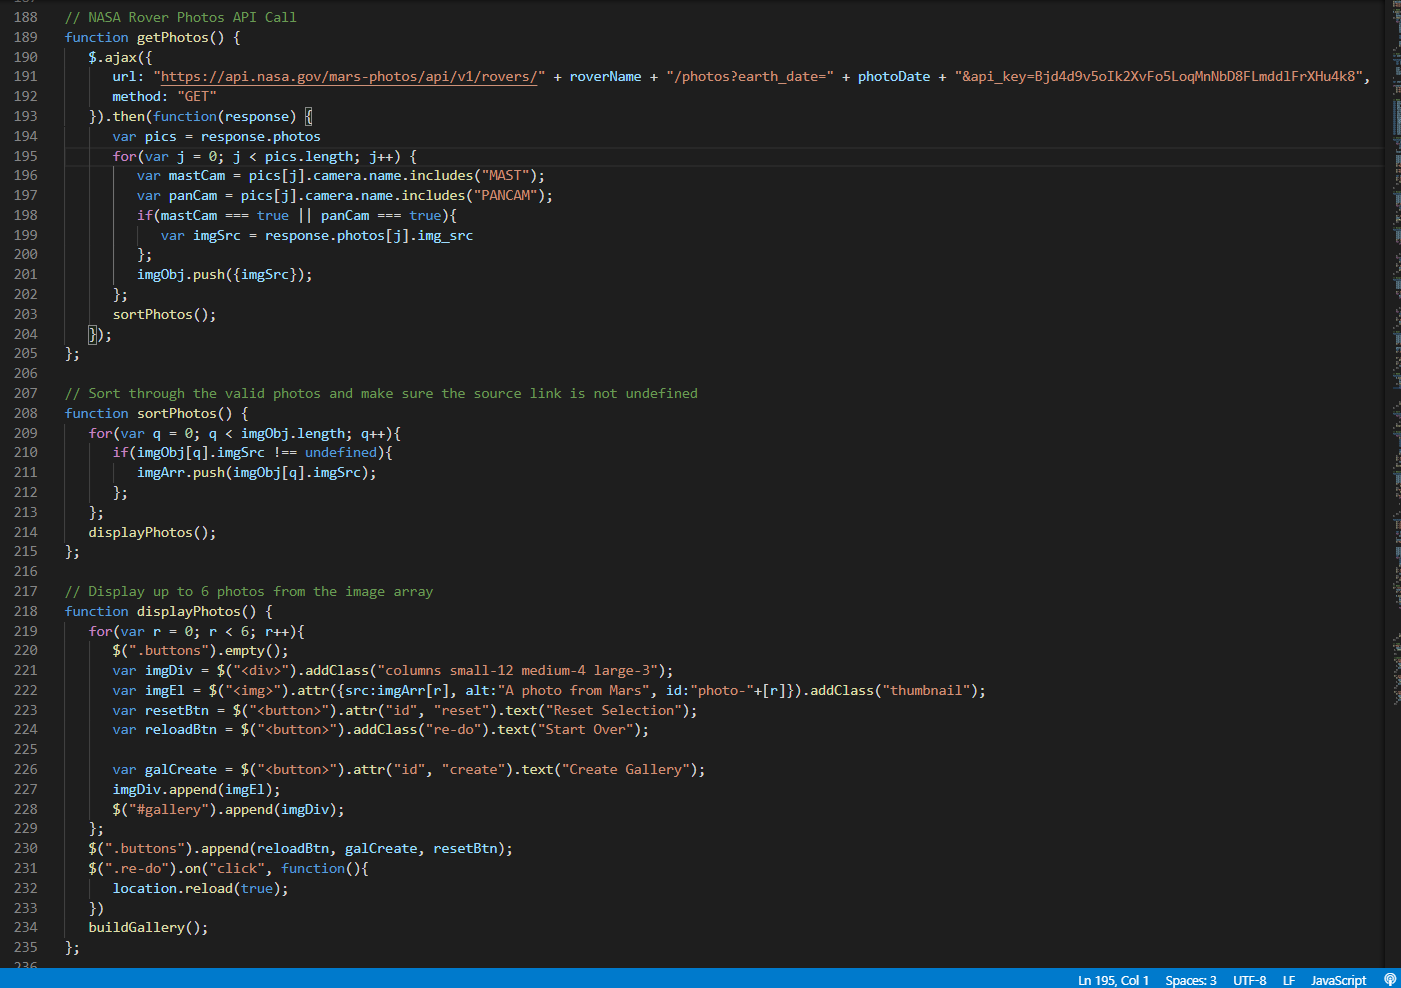 188 // NASA Rover Photos API Call
189 function getPhotos() {
190 $.ajax({
191 url: "https://api.nasa.gov/mars-photos/api/v1/rovers/" + roverName + "/photos?earth_date=" + photoDate + "&api_key=Bjd4d9v5oIk2XvFo5LoqMnNbD8FLmddlFrXHu4k8",
192 method: "GET"
193 }).then(function(response) {
194 var pics = response.photos
195 for(var j = 0; j < pics.length; j++) {
196 var mastCam = pics[j].camera.name.includes("MAST");
197 var panCam = pics[j].camera.name.includes("PANCAM");
198 if(mastCam === true || panCam === true){
199 var imgSrc = response.photos[j].img_src
200 };
201 imgObj.push({imgSrc});
202 };
203 sortPhotos();
204 });
205 };
206
207 // Sort through the valid photos and make sure the source link is not undefined
208 function sortPhotos() {
209 for(var q = 0; q < imgObj.length; q++){
210 if(imgObj[q].imgSrc !== undefined){
211 imgArr.push(imgObj[q].imgSrc);
212 };
213 };
214 displayPhotos();
215 };
216
217 // Display up to 6 photos from the image array
218 function displayPhotos() {
219 for(var r = 0; r < 6; r++){
220 $(".buttons").empty();
221 var imgDiv = $("<div>").addClass("columns small-12 medium-4 large-3");
222 var imgEl = $("<img>").attr({src:imgArr[r], alt:"A photo from Mars", id:"photo-"+[r]}).addClass("thumbnail");
223 var resetBtn = $("<button>").attr("id", "reset").text("Reset Selection");
224 var reloadBtn = $("<button>").addClass("re-do").text("Start Over");
225
226 var galCreate = $("<button>").attr("id", "create").text("Create Gallery");
227 imgDiv.append(imgEl);
228 $("#gallery").append(imgDiv);
229 };
230 $(".buttons").append(reloadBtn, galCreate, resetBtn);
231 $(".re-do").on("click", function(){
232 location.reload(true);
233 })
234 buildGallery();
235 };
236
Ln 195, Col 1 Spaces: 3 UTF-8 LF JavaScript